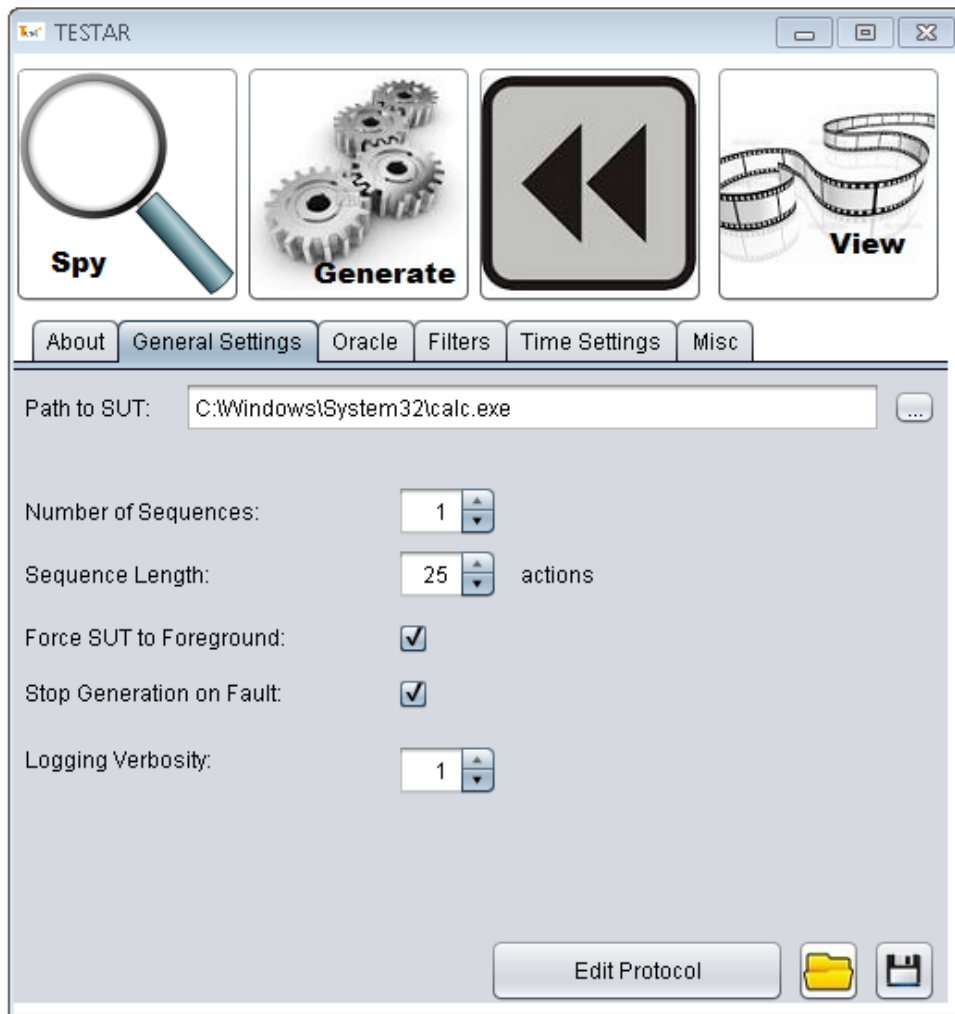 TESTAR
Spy
Generate
View
About General Settings Oracle Filters Time Settings Misc
Path to SUT: C:\Windows\System32\calc.exe ...
Number of Sequences: 1
Sequence Length: 25 actions
Force SUT to Foreground:
Stop Generation on Fault:
Logging Verbosity: 1
Edit Protocol